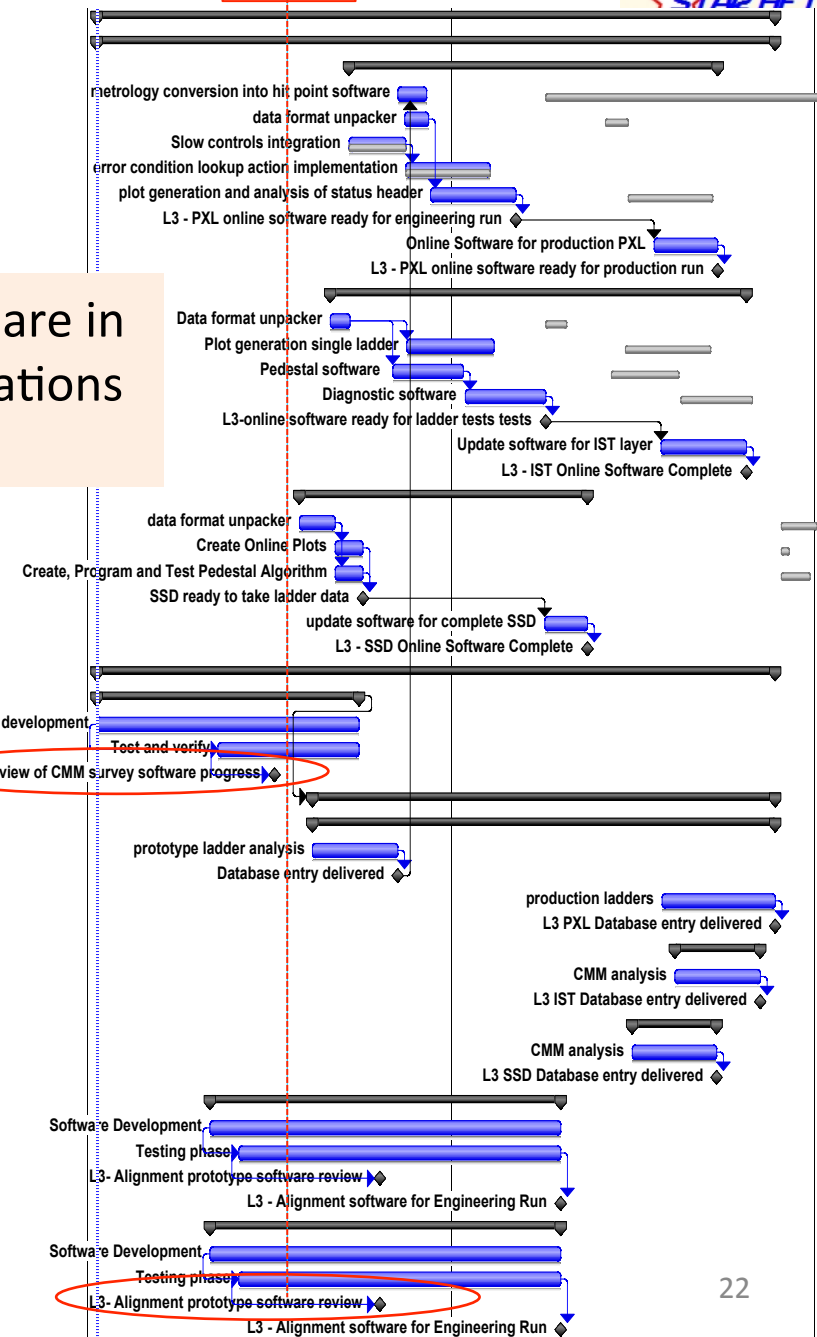 metrology conversion into hit point software
data format unpacker
Slow controls integration
error condition lookup action implementation
plot generation and analysis of status header
L3 - PXL online software ready for engineering run
Online Software for production PXL
L3 - PXL online software ready for production run
are in
ations
Data format unpacker
Plot generation single ladder
Pedestal software
Diagnostic software
L3-online software ready for ladder tests tests
Update software for IST layer
L3 - IST Online Software Complete
data format unpacker
Create Online Plots
Create, Program and Test Pedestal Algorithm
SSD ready to take ladder data
update software for complete SSD
L3 - SSD Online Software Complete
development
Test and verify
view of CMM survey software progress
prototype ladder analysis
Database entry delivered
production ladders
L3 PXL Database entry delivered
CMM analysis
L3 IST Database entry delivered
CMM analysis
L3 SSD Database entry delivered
Software Development
Testing phase
L3- Alignment prototype software review
L3 - Alignment software for Engineering Run
Software Development
Testing phase
L3- Alignment prototype software review
L3 - Alignment software for Engineering Run
22